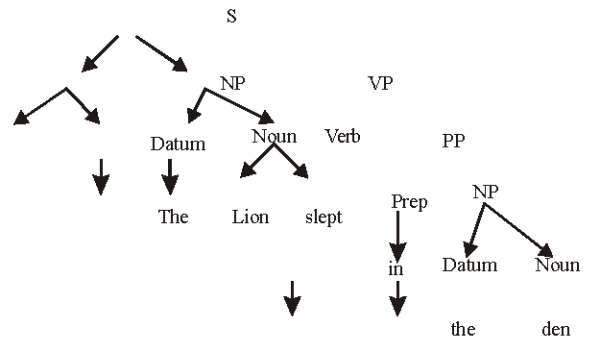 S
NP VP
Datum Noun Verb PP
The Lion slept Prep NP
in Datum Noun
the den